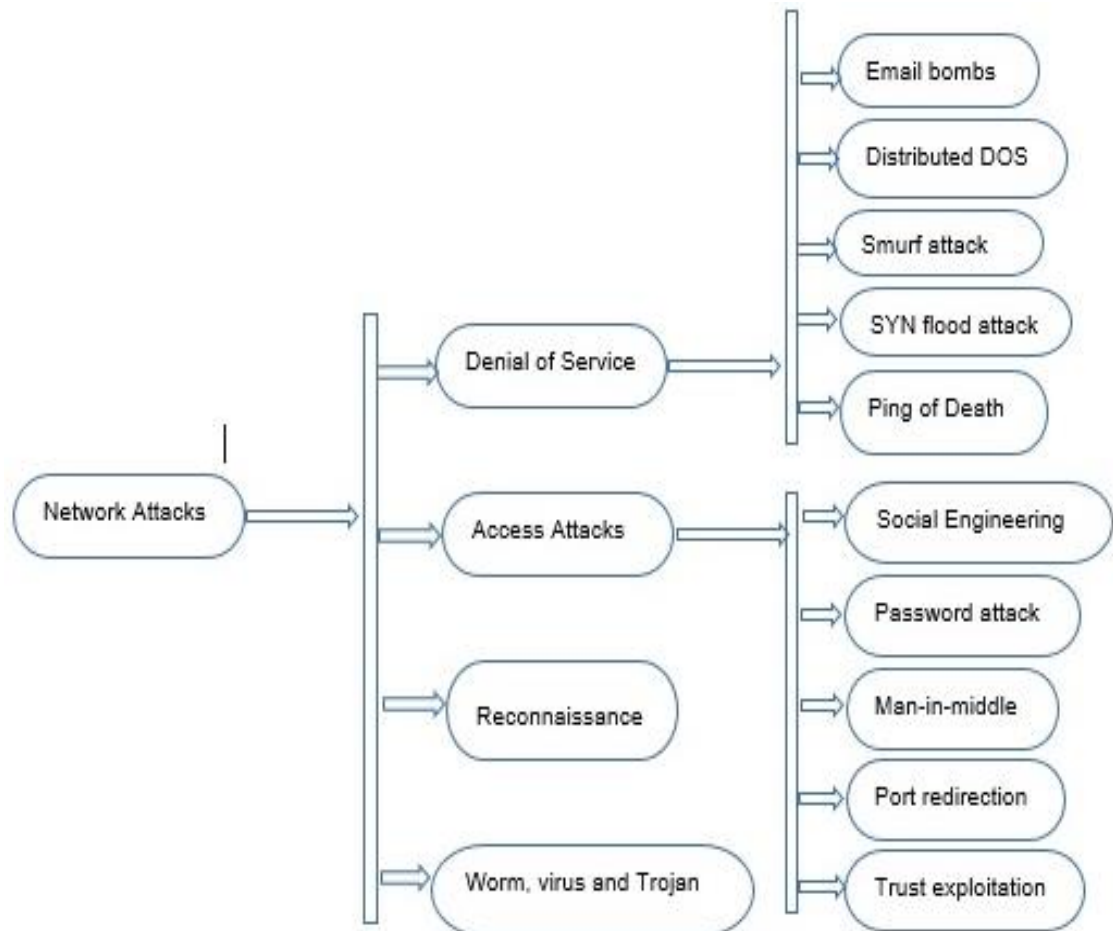 Network Attacks
Denial of Service
Access Attacks
Reconnaissance
Worm, virus and Trojan
Email bombs
Distributed DOS
Smurf attack
SYN flood attack
Ping of Death
Social Engineering
Password attack
Man-in-middle
Port redirection
Trust exploitation